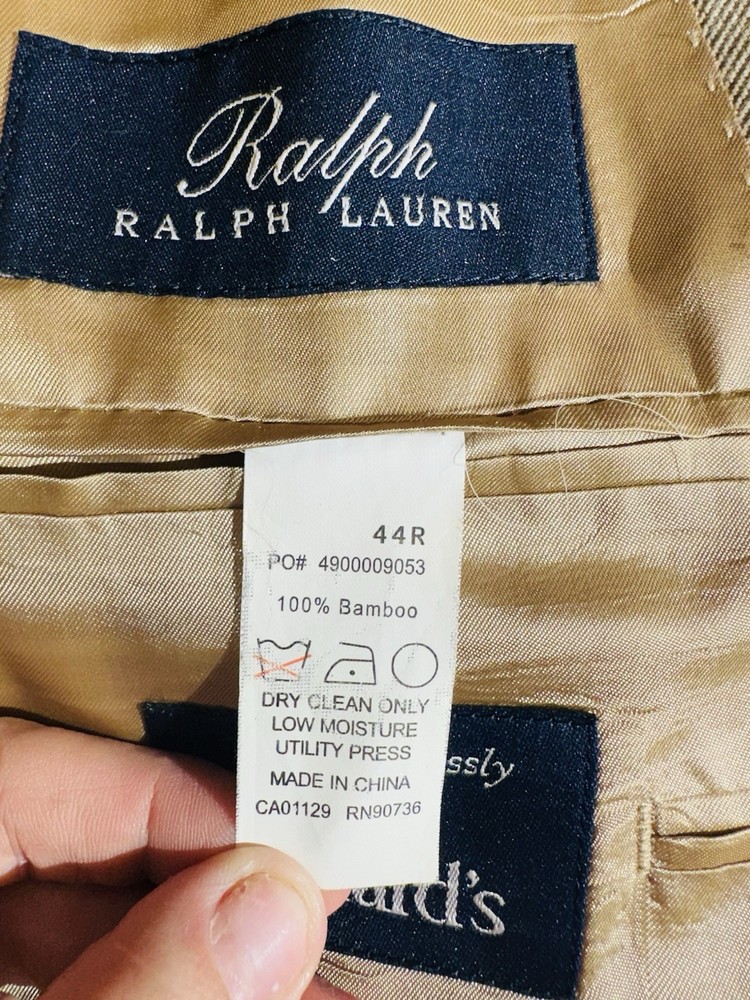 Ralph
RALPH LAUREN
44R
PO# 4900009053
100% Bamboo
DRY CLEAN ONLY
LOW MOISTURE
UTILITY PRESS
MADE IN CHINA
CA01129 RN90736